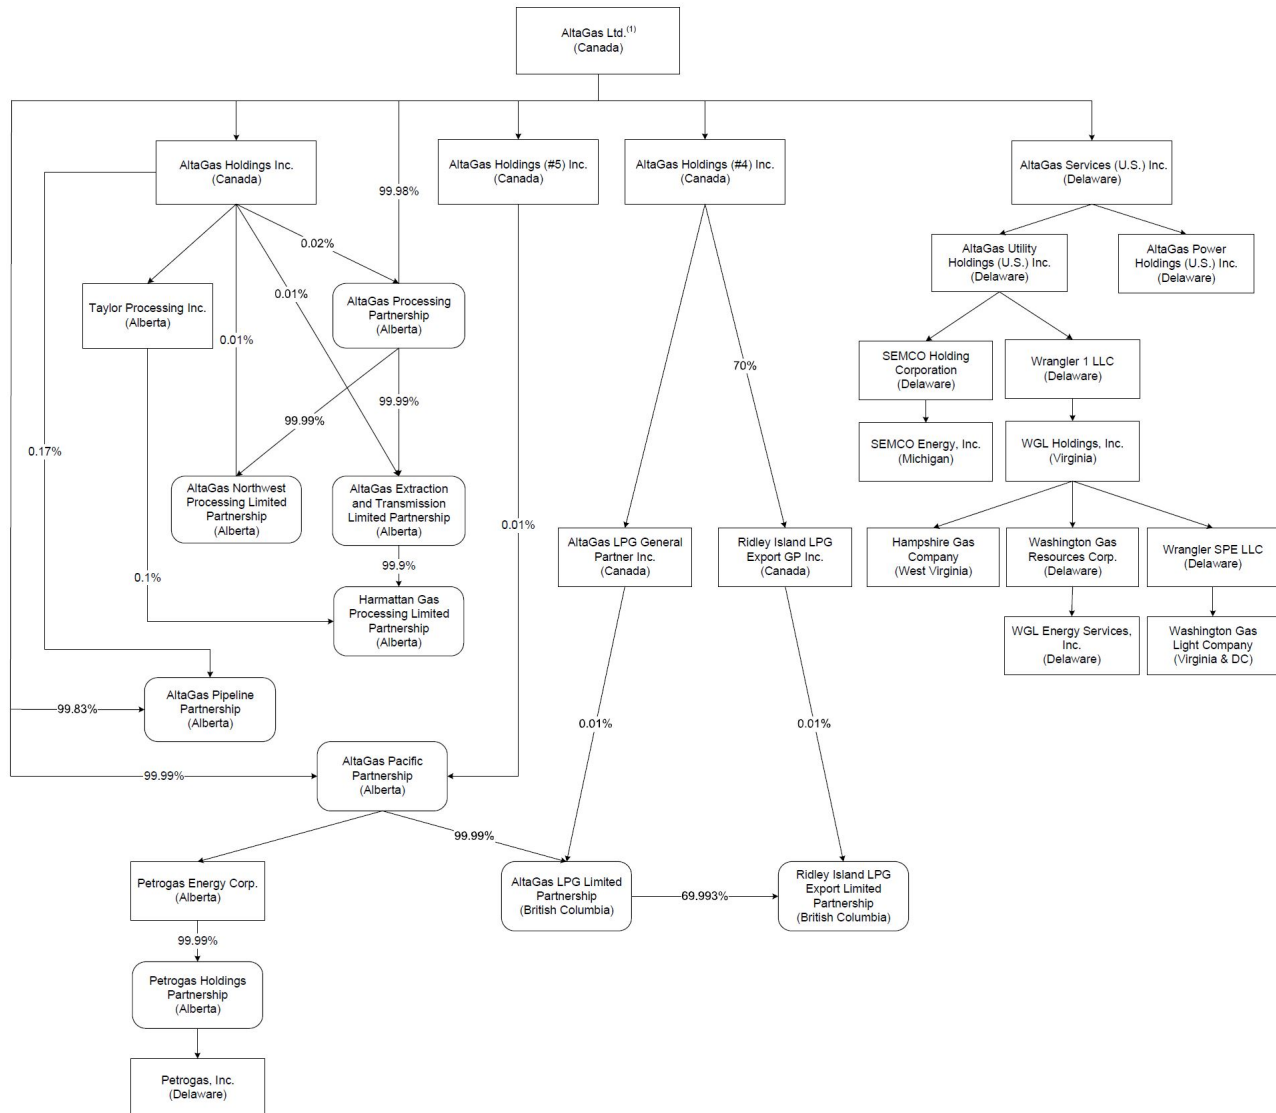 AltaGas Ltd.(1)
(Canada)
AltaGas Holdings Inc.
(Canada)
99.98%
AltaGas Holdings (#5) Inc.
(Canada)
AltaGas Holdings (#4) Inc.
(Canada)
AltaGas Services (U.S.) Inc.
(Delaware)
0.02%
AltaGas Utility
Holdings (U.S.) Inc.
(Delaware)
AltaGas Power
Holdings (U.S.) Inc.
(Delaware)
Taylor Processing Inc.
(Alberta)
0.01%
0.01%
AltaGas Processing
Partnership
(Alberta)
70%
SEMCO Holding
Corporation
(Delaware)
Wrangler 1 LLC
(Delaware)
99.99%
99.99%
0.17%
SEMCO Energy, Inc.
(Michigan)
WGL Holdings, Inc.
(Virginia)
AltaGas Northwest
Processing Limited
Partnership
(Alberta)
AltaGas Extraction
and Transmission
Limited Partnership
(Alberta)
0.01%
AltaGas LPG General
Partner Inc.
(Canada)
Ridley Island LPG
Export GP Inc.
(Canada)
Hampshire Gas
Company
(West Virginia)
Washington Gas
Resources Corp.
(Delaware)
Wrangler SPE LLC
(Delaware)
99.9%
0.1%
Harmattan Gas
Processing Limited
Partnership
(Alberta)
WGL Energy Services,
Inc.
(Delaware)
Washington Gas
Light Company
(Virginia & DC)
99.83%
AltaGas Pipeline
Partnership
(Alberta)
0.01%
0.01%
99.99%
AltaGas Pacific
Partnership
(Alberta)
99.99%
Petrogas Energy Corp.
(Alberta)
AltaGas LPG Limited
Partnership
(British Columbia)
69.993%
Ridley Island LPG
Export Limited
Partnership
(British Columbia)
99.99%
Petrogas Holdings
Partnership
(Alberta)
Petrogas, Inc.
(Delaware)